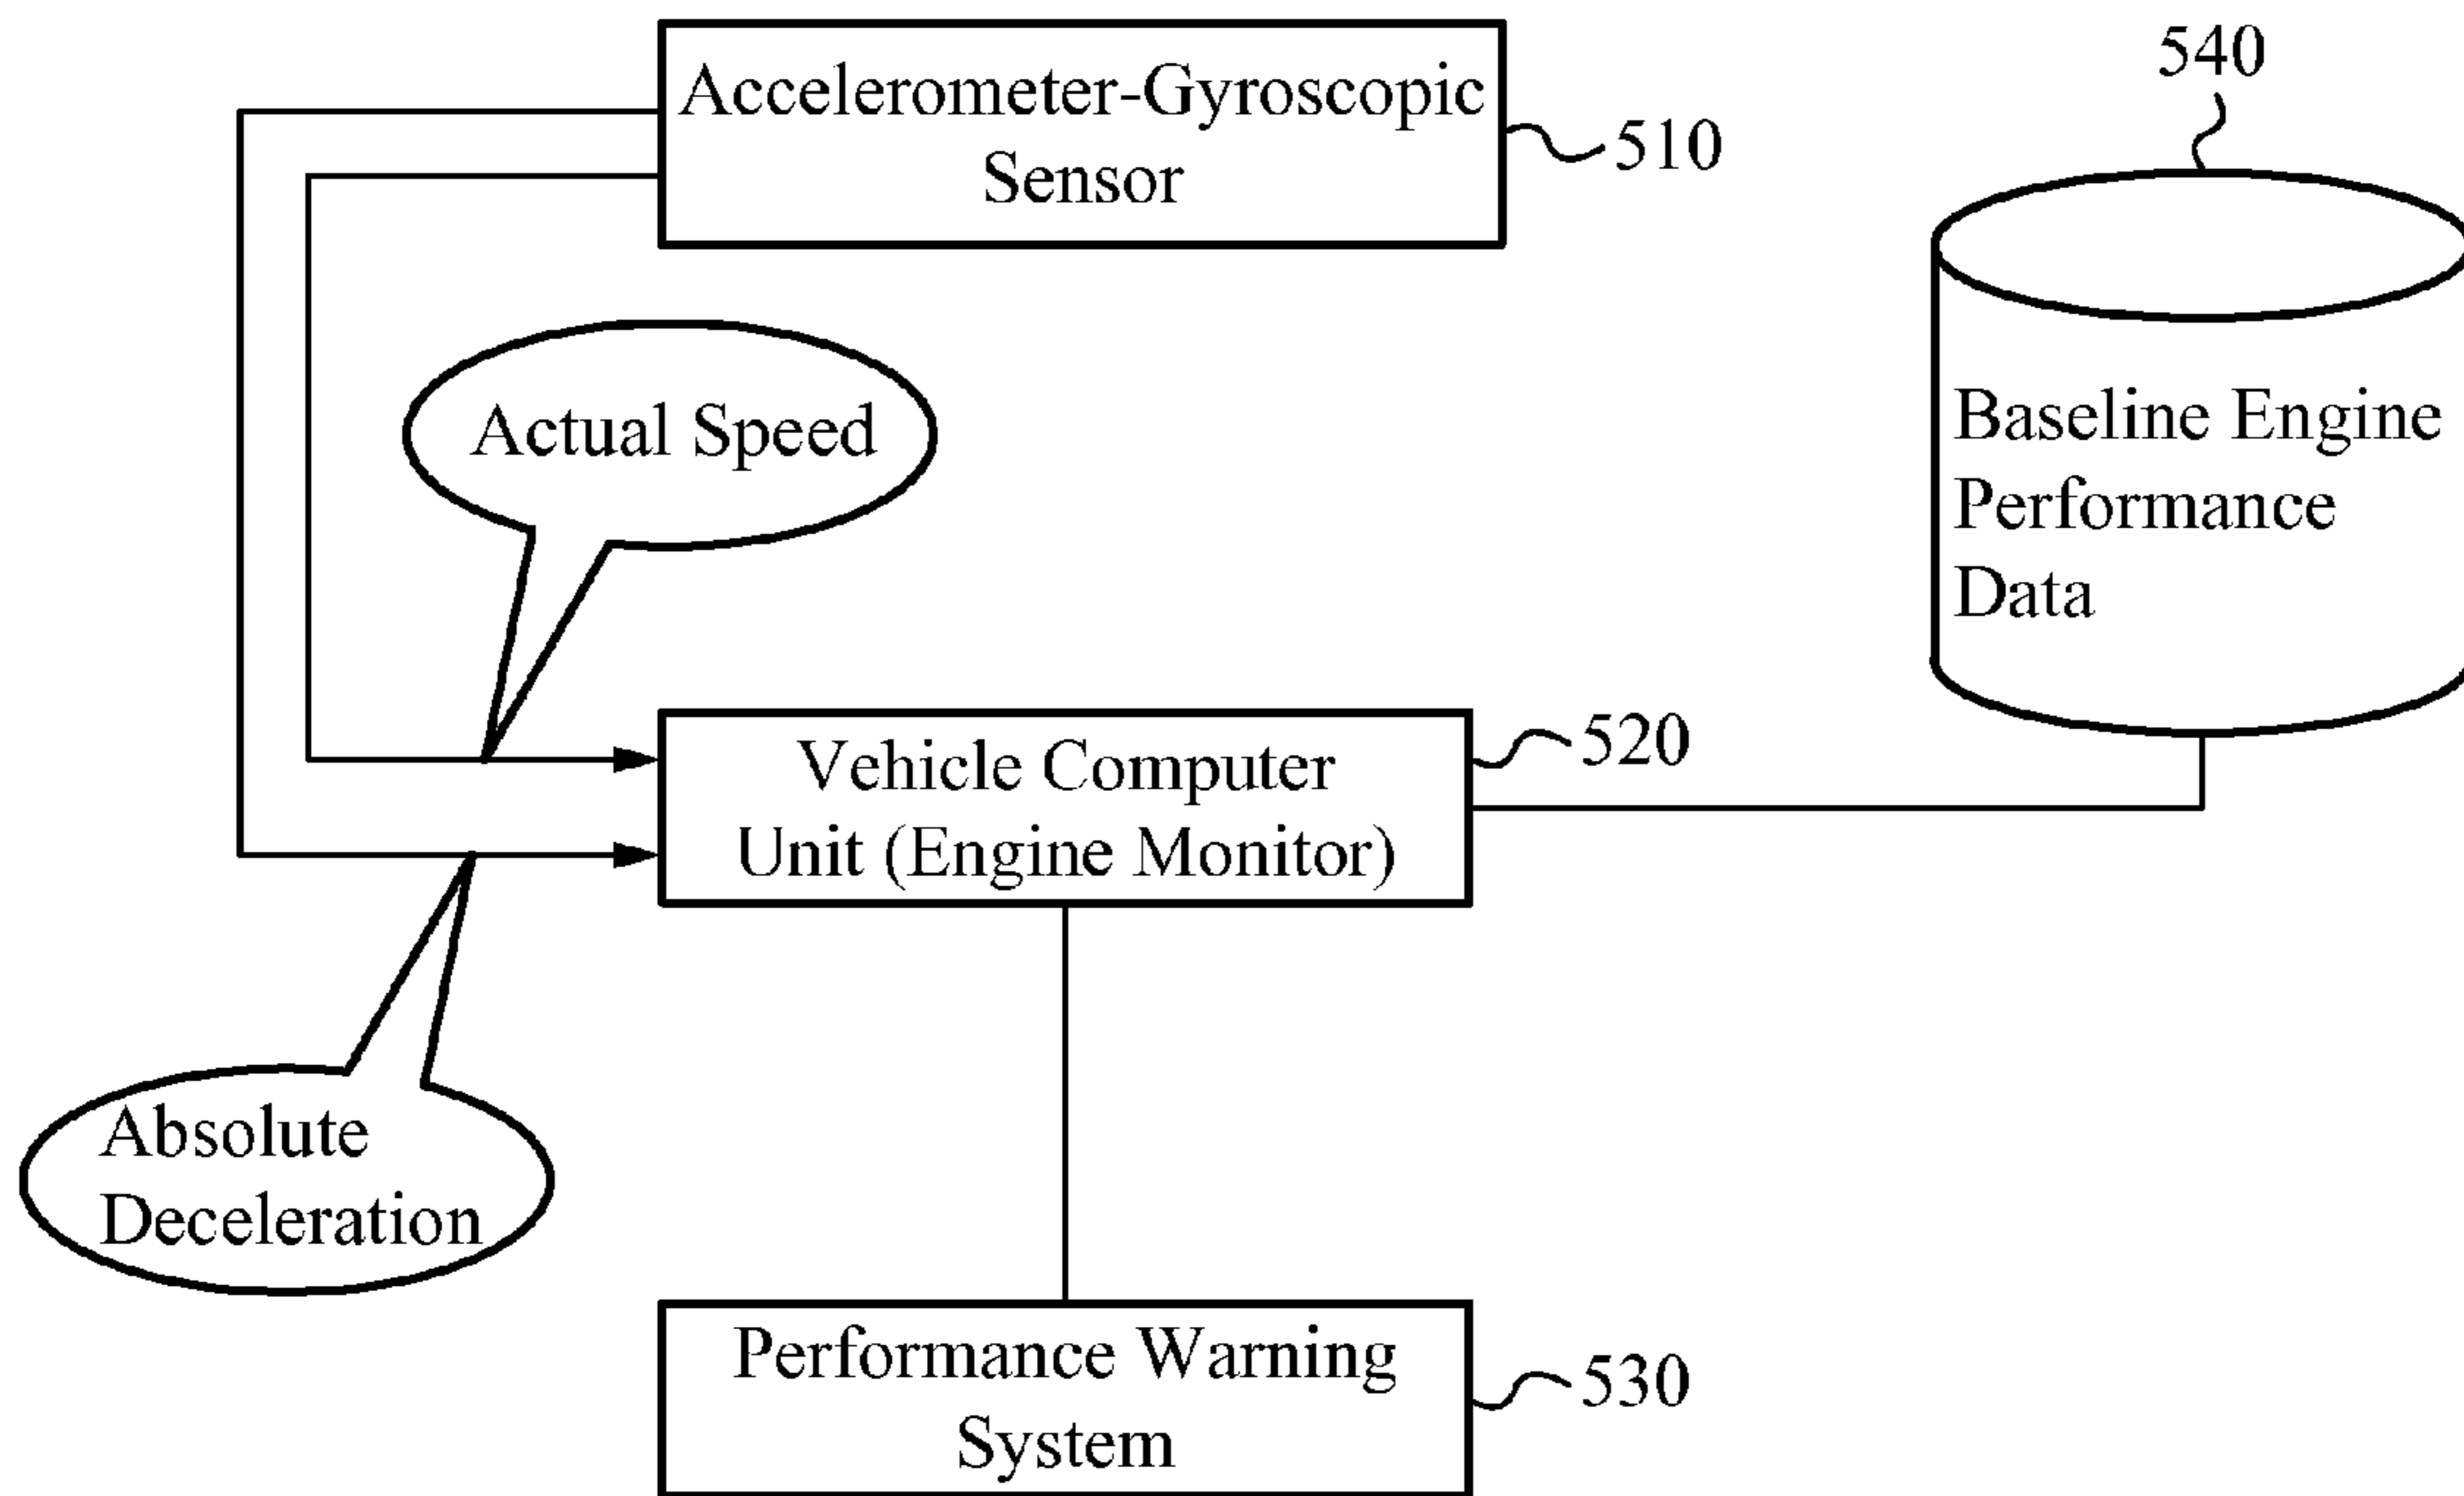 Accelerometer-Gyroscopic
Sensor
510
540
Actual Speed
Baseline Engine
Performance
Data
Vehicle Computer
Unit (Engine Monitor)
520
Absolute
Deceleration
Performance Warning
System
530